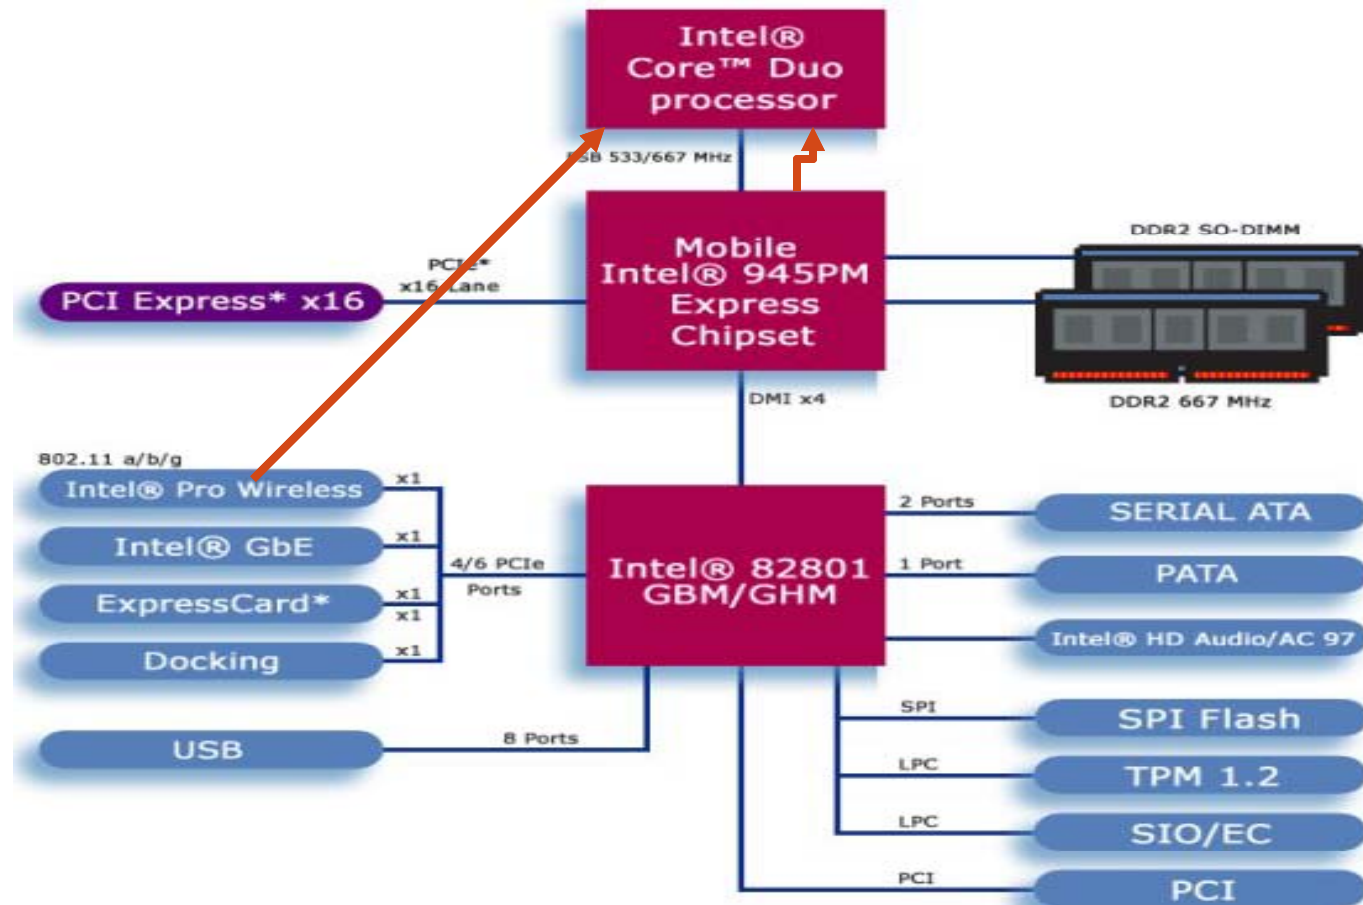 Intel®
Core™ Duo
processor
FSB 533/667 MHz
Mobile
Intel® 945PM
Express
Chipset
DDR2 SO-DIMM
DDR2 667 MHz
PCIe*
x16 Lane
PCI Express* x16
DMI x4
802.11 a/b/g
Intel® Pro Wireless
x1
Intel® GbE
x1
ExpressCard*
x1
x1
Docking
x1
4/6 PCIe
Ports
Intel® 82801
GBM/GHM
USB
8 Ports
2 Ports
SERIAL ATA
1 Port
PATA
Intel® HD Audio/AC 97
SPI
SPI Flash
LPC
TPM 1.2
LPC
SIO/EC
PCI
PCI